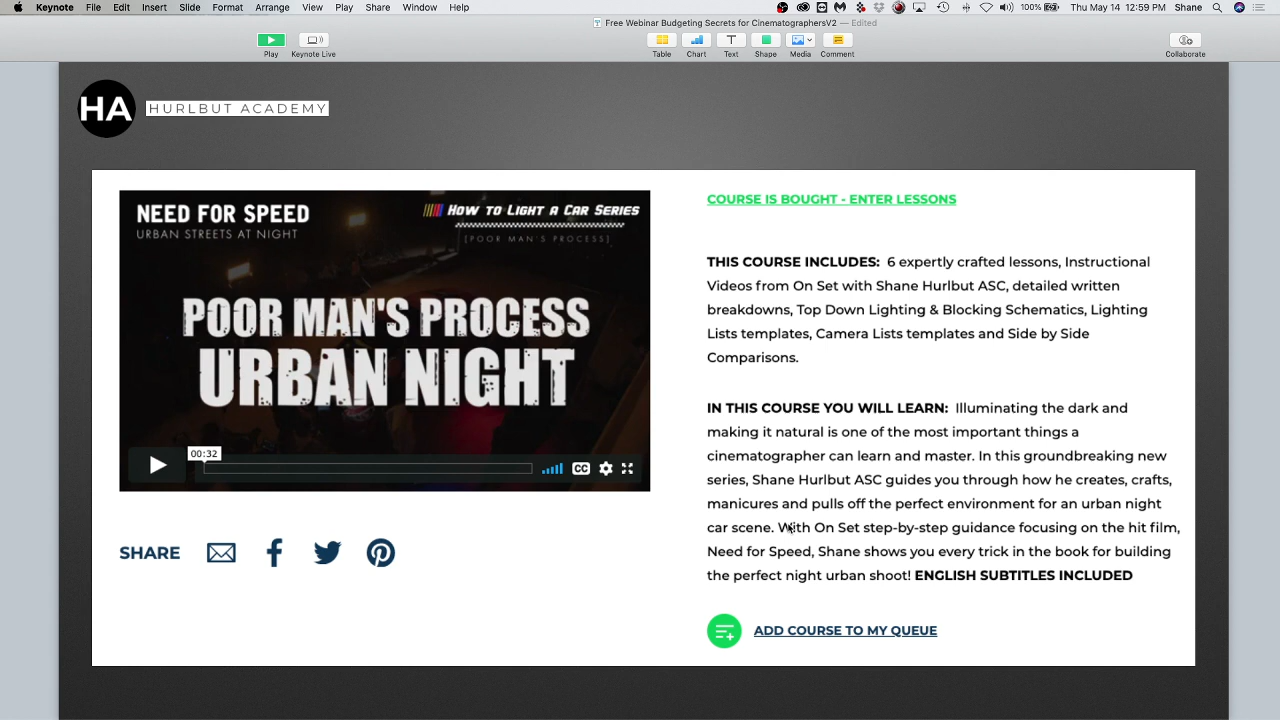 Keynote File Edit Insert Slide Format Arrange View Play Share Window Help
100% Thu May 14 12:59 PM Shane
Free Webinar Budgeting Secrets for CinematographersV2 — Edited
Play Keynote Live Table Chart Text Shape Media Comment Collaborate
HA HURLBUT ACADEMY
NEED FOR SPEED
URBAN STREETS AT NIGHT
HOW TO LIGHT A CAR SERIES
[POOR MAN'S PROCESS]
POOR MAN'S PROCESS
URBAN NIGHT
00:32
CC
SHARE
COURSE IS BOUGHT - ENTER LESSONS
THIS COURSE INCLUDES: 6 expertly crafted lessons, Instructional
Videos from On Set with Shane Hurlbut ASC, detailed written
breakdowns, Top Down Lighting & Blocking Schematics, Lighting
Lists templates, Camera Lists templates and Side by Side
Comparisons.
IN THIS COURSE YOU WILL LEARN: Illuminating the dark and
making it natural is one of the most important things a
cinematographer can learn and master. In this groundbreaking new
series, Shane Hurlbut ASC guides you through how he creates, crafts,
manicures and pulls off the perfect environment for an urban night
car scene. With On Set step-by-step guidance focusing on the hit film,
Need for Speed, Shane shows you every trick in the book for building
the perfect night urban shoot! ENGLISH SUBTITLES INCLUDED
ADD COURSE TO MY QUEUE